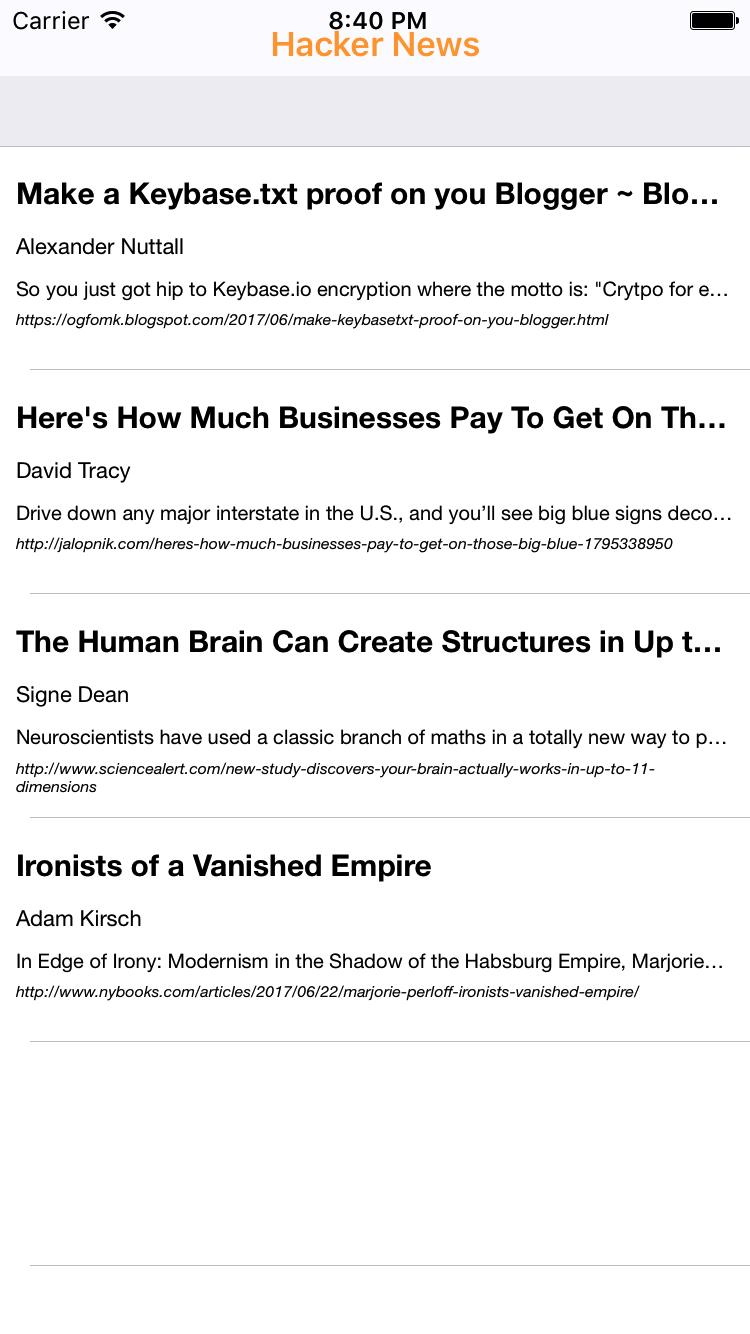 Carrier 8:40 PM
Hacker News
Make a Keybase.txt proof on you Blogger ~ Blo…
Alexander Nuttall
So you just got hip to Keybase.io encryption where the motto is: "Crytpo for e…
https://ogfomk.blogspot.com/2017/06/make-keybasetxt-proof-on-you-blogger.html
Here's How Much Businesses Pay To Get On Th…
David Tracy
Drive down any major interstate in the U.S., and you’ll see big blue signs deco…
http://jalopnik.com/heres-how-much-businesses-pay-to-get-on-those-big-blue-1795338950
The Human Brain Can Create Structures in Up t…
Signe Dean
Neuroscientists have used a classic branch of maths in a totally new way to p…
http://www.sciencealert.com/new-study-discovers-your-brain-actually-works-in-up-to-11-
dimensions
Ironists of a Vanished Empire
Adam Kirsch
In Edge of Irony: Modernism in the Shadow of the Habsburg Empire, Marjorie…
http://www.nybooks.com/articles/2017/06/22/marjorie-perloff-ironists-vanished-empire/